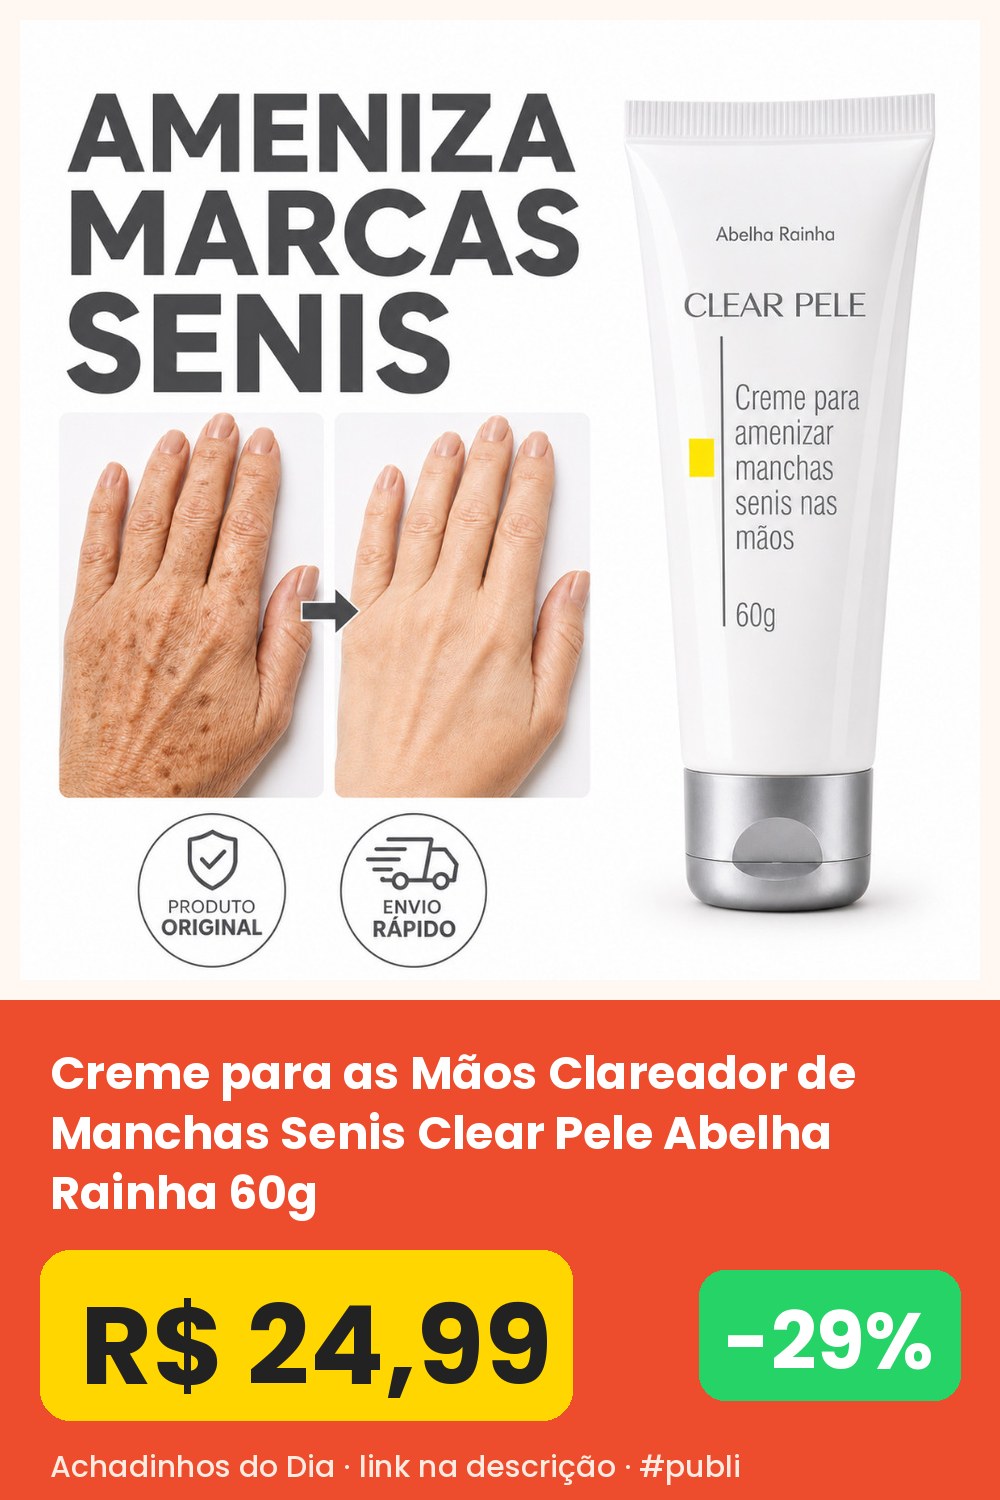 AMENIZA
MARCAS
SENIS
Abelha Rainha
CLEAR PELE
Creme para
amenizar
manchas
senis nas
mãos
60g
PRODUTO
ORIGINAL
ENVIO
RÁPIDO
Creme para as Mãos Clareador de
Manchas Senis Clear Pele Abelha
Rainha 60g
R$ 24,99
-29%
Achadinhos do Dia · link na descrição · #publi